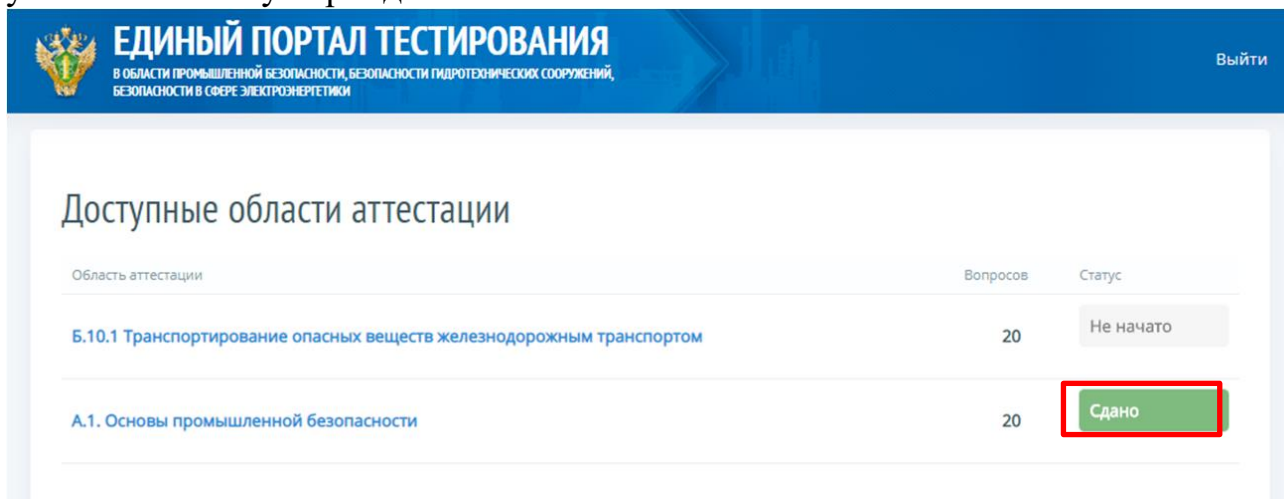 ЕДИНЫЙ ПОРТАЛ ТЕСТИРОВАНИЯ
В ОБЛАСТИ ПРОМЫШЛЕННОЙ БЕЗОПАСНОСТИ, БЕЗОПАСНОСТИ ГИДРОТЕХНИЧЕСКИХ СООРУЖЕНИЙ,
БЕЗОПАСНОСТИ В СФЕРЕ ЭЛЕКТРОЭНЕРГЕТИКИ
Выйти
Доступные области аттестации
Область аттестации Вопросов Статус
Б.10.1 Транспортирование опасных веществ железнодорожным транспортом 20 Не начато
А.1. Основы промышленной безопасности 20 Сдано